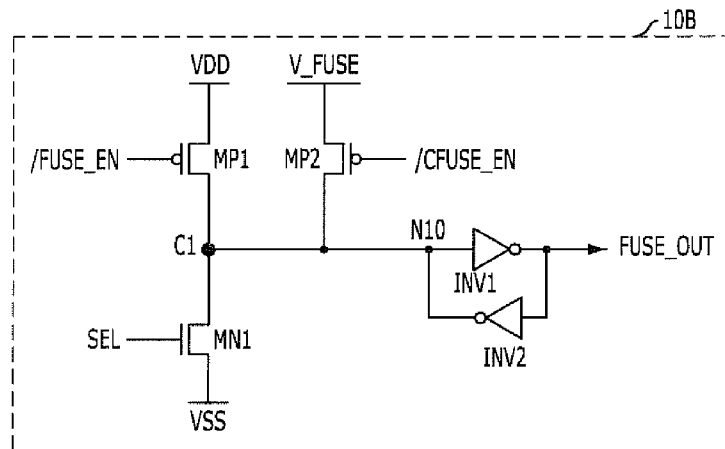 10B
VDD
V_FUSE
/FUSE_EN
MP1
MP2
/CFUSE_EN
C1
N10
INV1
FUSE_OUT
INV2
SEL
MN1
VSS